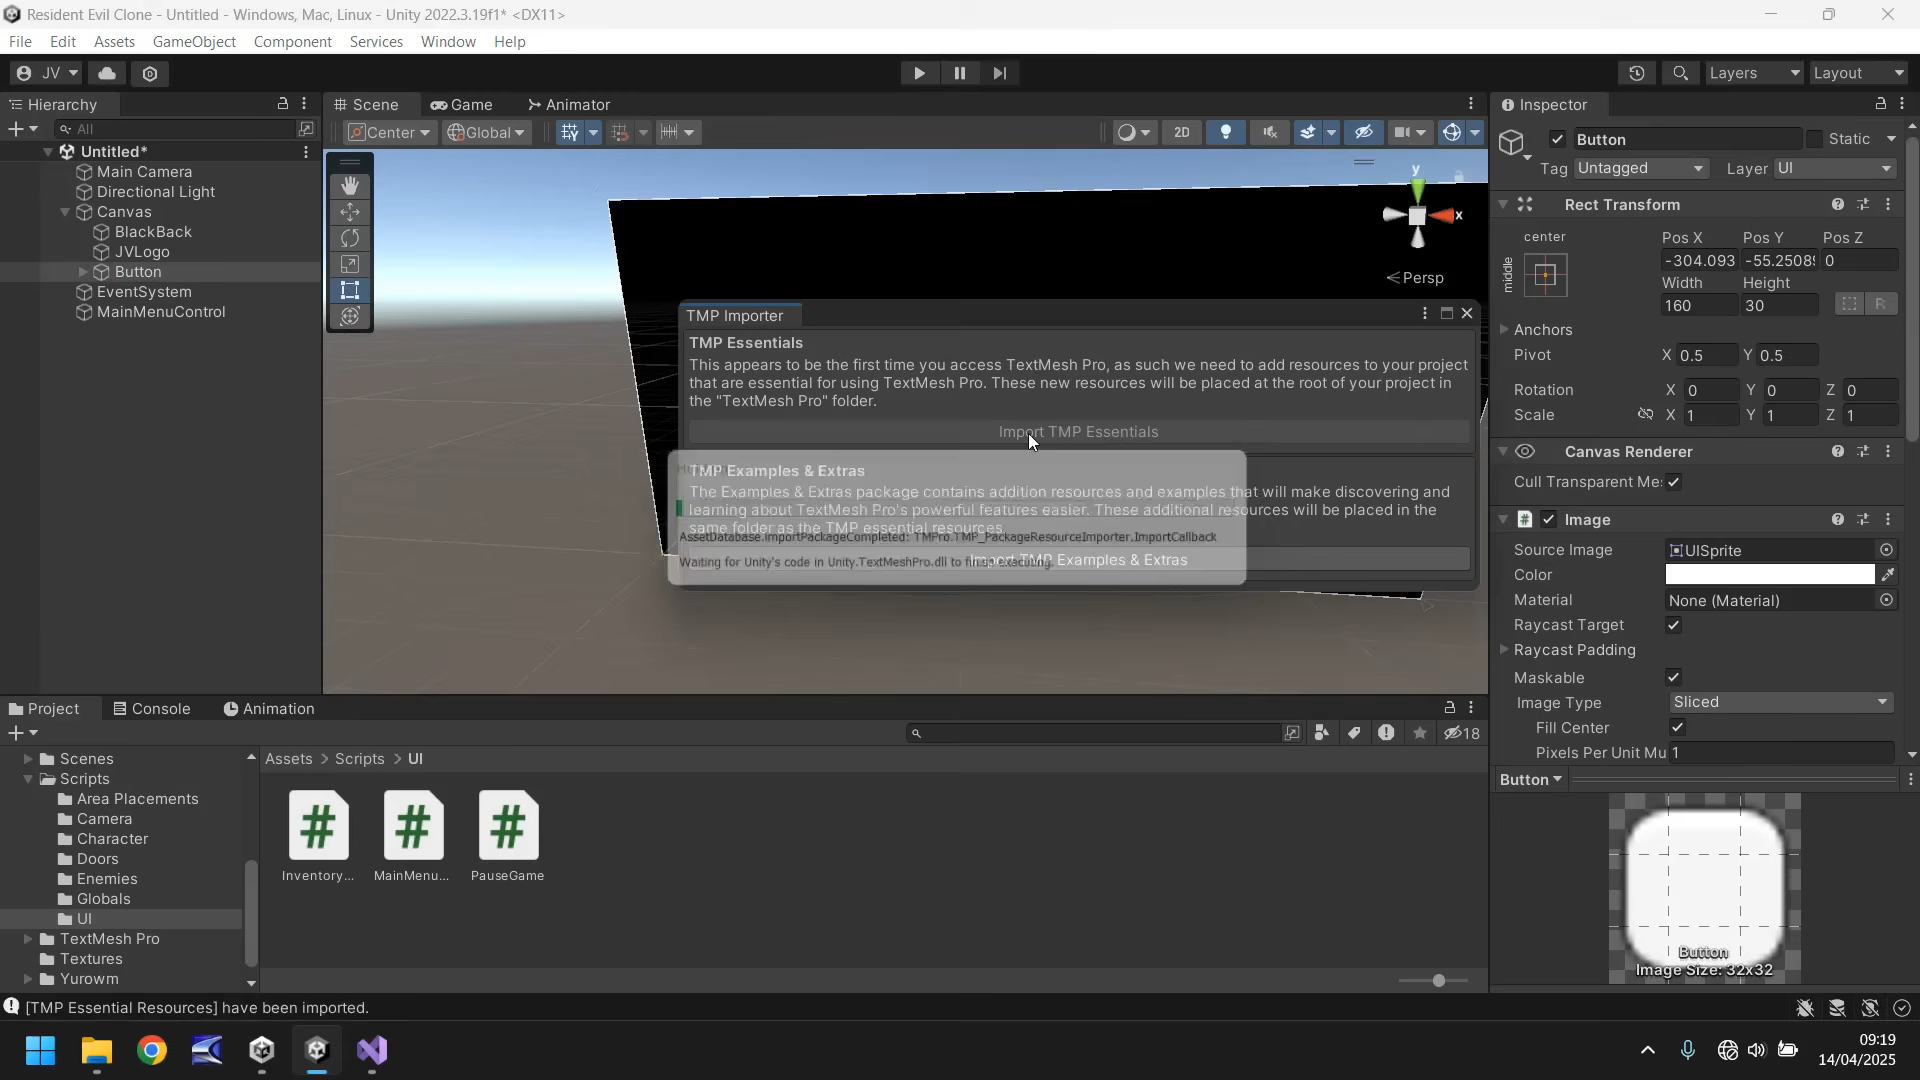 Resident Evil Clone - Untitled - Windows, Mac, Linux - Unity 2022.3.19f1* <DX11>
File Edit Assets GameObject Component Services Window Help
JV Layers Layout
Hierarchy Scene Game Animator Inspector
All Center Global 2D Button Static
Untitled* Tag Untagged Layer UI
Main Camera
Directional Light
Canvas
BlackBack
JVLogo
Button
EventSystem
MainMenuControl
y
x
Persp
TMP Importer
TMP Essentials
This appears to be the first time you access TextMesh Pro, as such we need to add resources to your project
that are essential for using TextMesh Pro. These new resources will be placed at the root of your project in
the "TextMesh Pro" folder.
Import TMP Essentials
TMP Examples & Extras
The Examples & Extras package contains addition resources and examples that will make discovering and
learning about TextMesh Pro's powerful features easier. These additional resources will be placed in the
same folder as the TMP essential resources.
AssetDatabase.importPackageCompleted: TMPro.TMP_PackageResourceImporter.ImportCallback
Import TMP Examples & Extras
Waiting for Unity's code in Unity.TextMeshPro.dll to finish executing.
Rect Transform
center Pos X Pos Y Pos Z
middle -304.093 -55.2508 0
Width Height
160 30 R
Anchors
Pivot X 0.5 Y 0.5
Rotation X 0 Y 0 Z 0
Scale X 1 Y 1 Z 1
Canvas Renderer
Cull Transparent Me
Image
Source Image UISprite
Color
Material None (Material)
Raycast Target
Raycast Padding
Maskable
Image Type Sliced
Fill Center
Pixels Per Unit Mu 1
Button
Button
Image Size: 32x32
Project Console Animation
18
Scenes
Scripts
Area Placements
Camera
Character
Doors
Enemies
Globals
UI
TextMesh Pro
Textures
Yurowm
Assets > Scripts > UI
# # #
Inventory... MainMenu... PauseGame
[TMP Essential Resources] have been imported.
09:19
14/04/2025